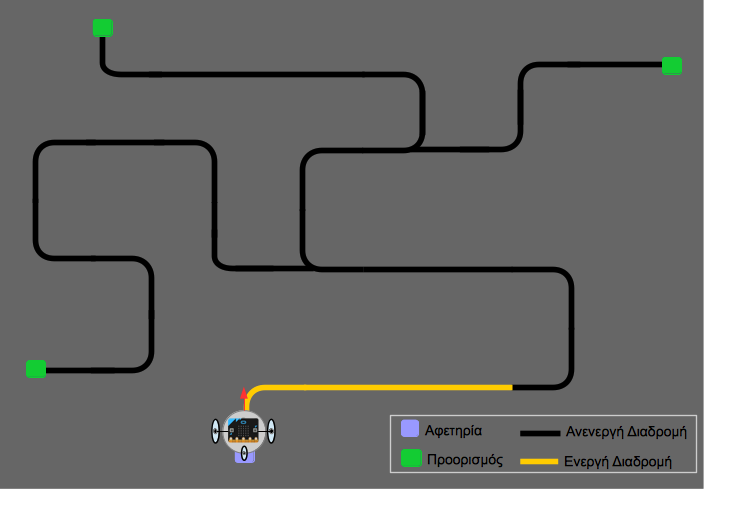 Αφετηρία
Ανενεργή Διαδρομή
Προορισμός
Ενεργή Διαδρομή